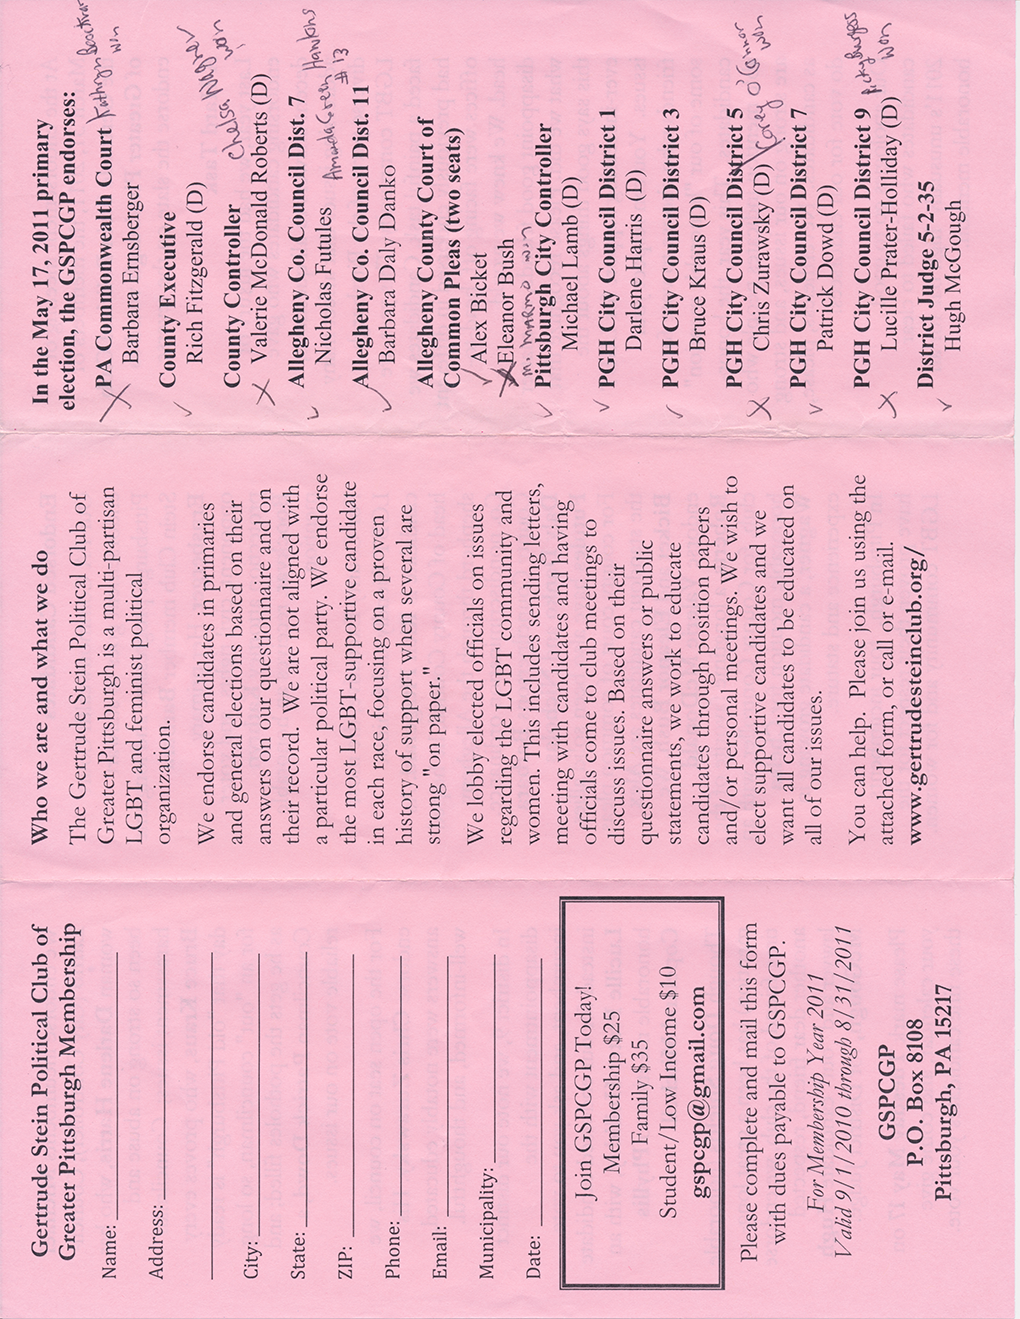 Gertrude Stein Political Club of
Greater Pittsburgh Membership
Name:
Address:
City:
State:
ZIP:
Phone:
Email:
Municipality:
Date:
Join GSPCGP Today!
Membership $25
Family $35
Student/Low Income $10
gspcgp@gmail.com
Please complete and mail this form
with dues payable to GSPCGP.
For Membership Year 2011
Valid 9/1/2010 through 8/31/2011
GSPCGP
P.O. Box 8108
Pittsburgh, PA 15217
Who we are and what we do
The Gertrude Stein Political Club of
Greater Pittsburgh is a multi-partisan
LGBT and feminist political
organization.
We endorse candidates in primaries
and general elections based on their
answers on our questionnaire and on
their record. We are not aligned with
a particular political party. We endorse
the most LGBT-supportive candidate
in each race, focusing on a proven
history of support when several are
strong "on paper."
We lobby elected officials on issues
regarding the LGBT community and
women. This includes sending letters,
meeting with candidates and having
officials come to club meetings to
discuss issues. Based on their
questionnaire answers or public
statements, we work to educate
candidates through position papers
and/or personal meetings. We wish to
elect supportive candidates and we
want all candidates to be educated on
all of our issues.
You can help. Please join us using the
attached form, or call or e-mail.
www.gertrudesteinclub.org/
In the May 17, 2011 primary
election, the GSPCGP endorses:
PA Commonwealth Court Kathryn
win
Barbara Ernsberger
County Executive
Rich Fitzgerald (D)
County Controller Chelsa Wagner
won
Valerie McDonald Roberts (D)
Allegheny Co. Council Dist. 7
Nicholas Futules Amanda Green Hawkins
# 13
Allegheny Co. Council Dist. 11
Barbara Daly Danko
Allegheny County Court of
Common Pleas (two seats)
Alex Bicket
Eleanor Bush
m. marmo win
Pittsburgh City Controller
Michael Lamb (D)
PGH City Council District 1
Darlene Harris (D)
PGH City Council District 3
Bruce Kraus (D)
PGH City Council District 5
Chris Zurawsky (D) Corey O'Connor
won
PGH City Council District 7
Patrick Dowd (D)
PGH City Council District 9 Ricky Burgess
won
Lucille Prater-Holliday (D)
District Judge 5-2-35
Hugh McGough